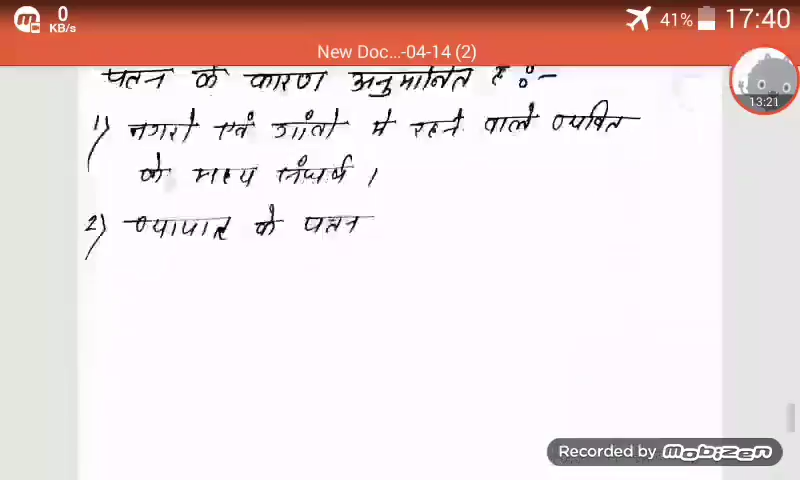 0
KB/s
41%
17:40
New Doc...-04-14 (2)
13:21
पतन के कारण अनुमानित है :-
1) नगरो एवं गांवो मे रहने वाले व्यक्ति
के मध्य संघर्ष ।
2) व्यापार के पतन
Recorded by mobizen